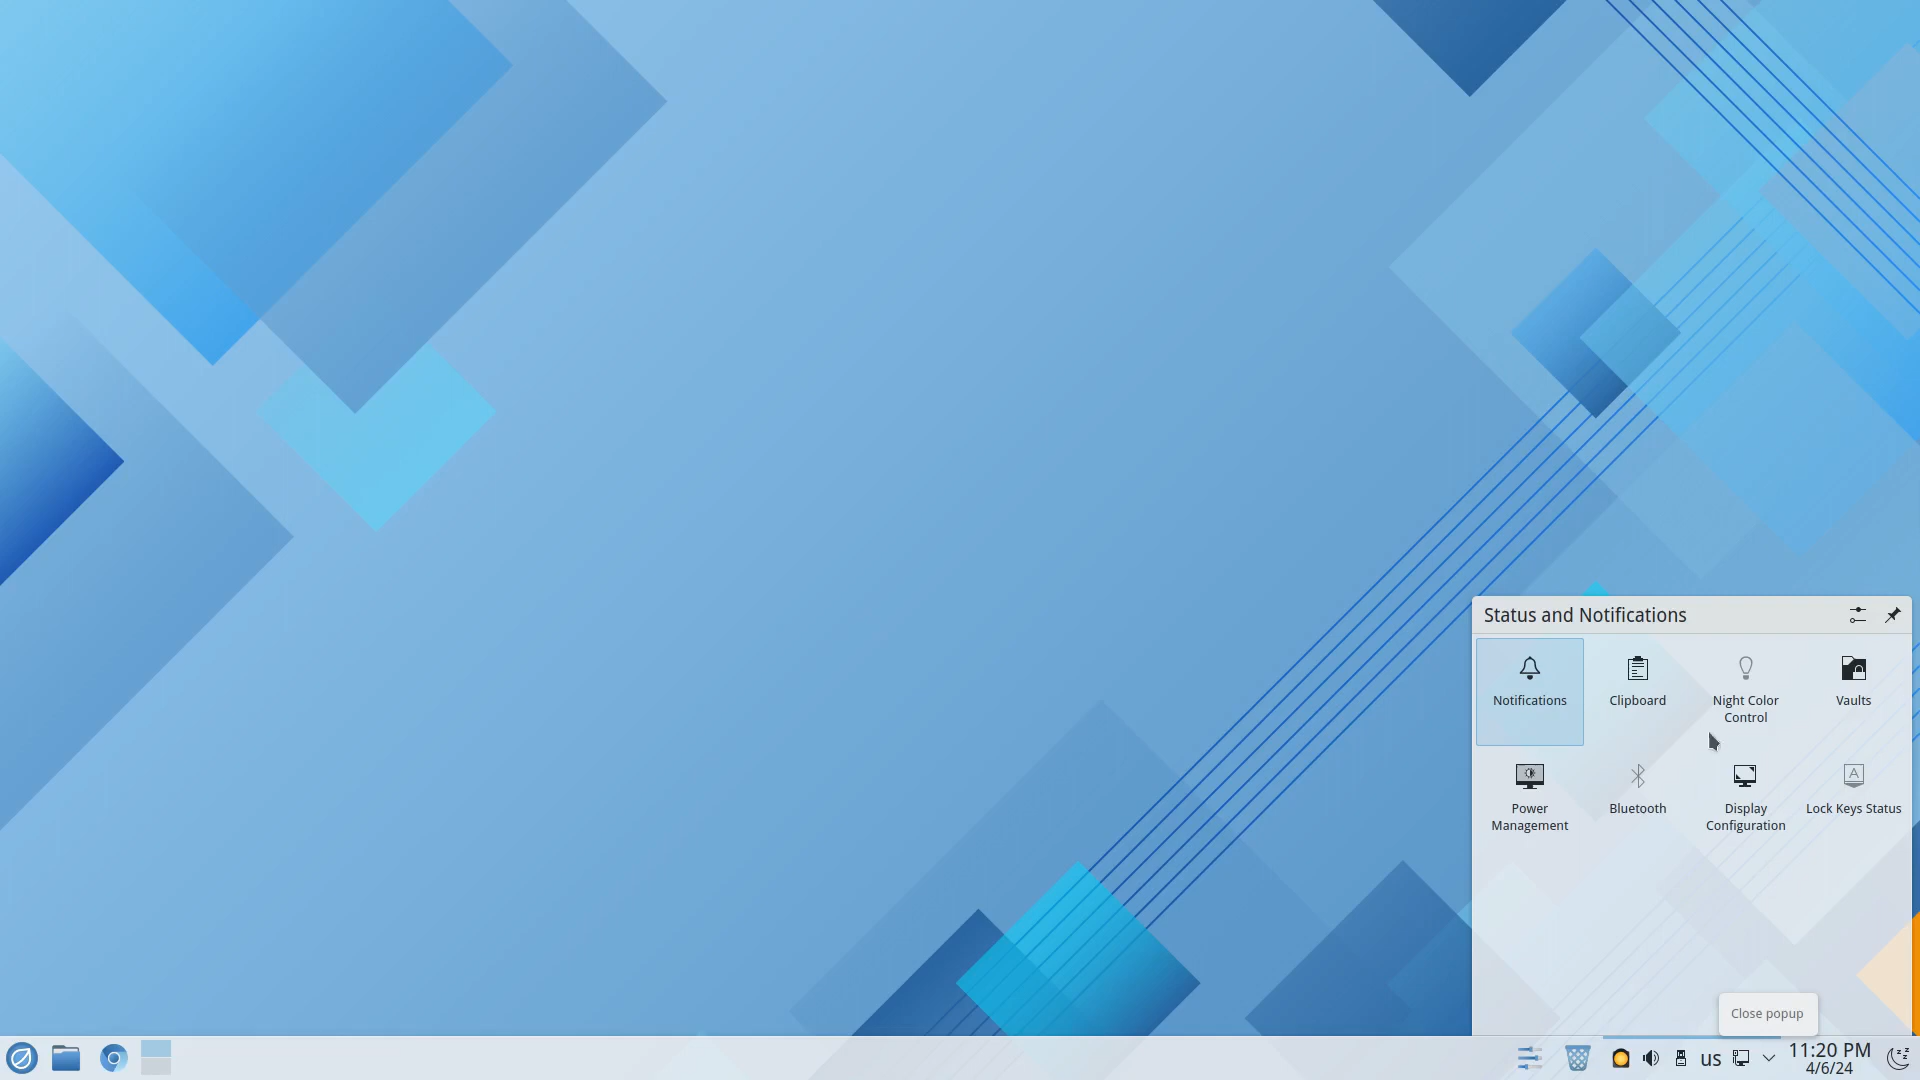 Status and Notifications
Notifications
Clipboard
Night Color
Control
Vaults
Power
Management
Bluetooth
Display
Configuration
A
Lock Keys Status
Close popup
us
11:20 PM
4/6/24